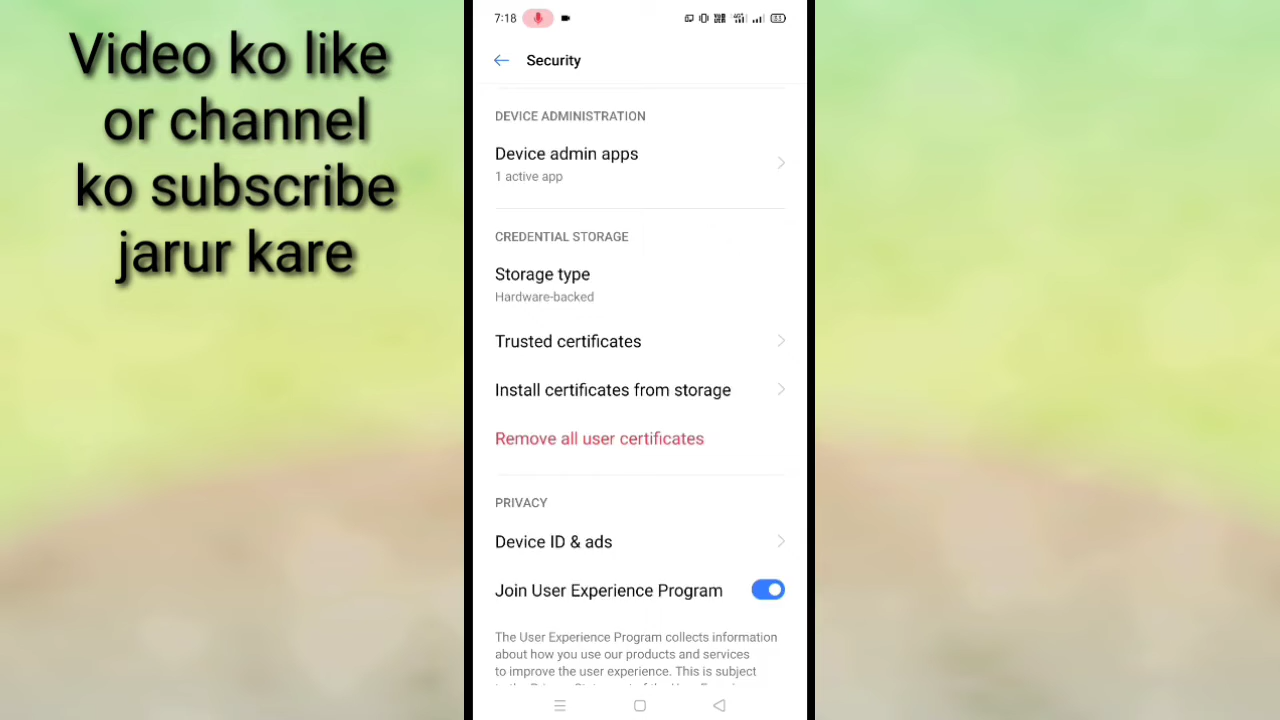 Video ko like
or channel
ko subscribe
jarur kare
7:18
Security
DEVICE ADMINISTRATION
Device admin apps
1 active app
CREDENTIAL STORAGE
Storage type
Hardware-backed
Trusted certificates
Install certificates from storage
Remove all user certificates
PRIVACY
Device ID & ads
Join User Experience Program
The User Experience Program collects information
about how you use our products and services
to improve the user experience. This is subject